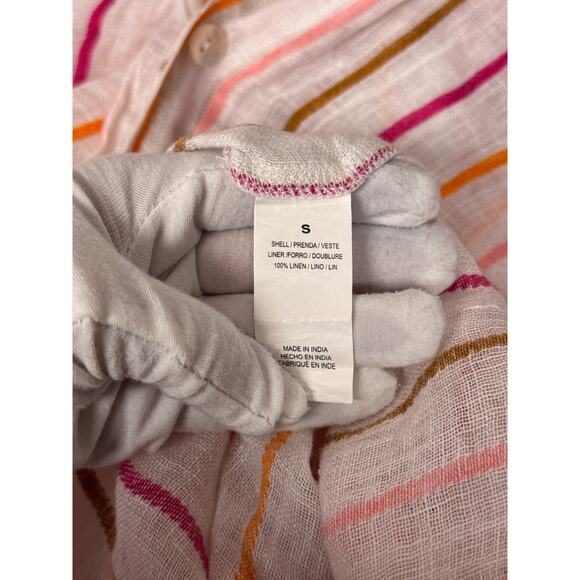 S
SHELL / PRENDA / VESTE
LINER /FORRO / DOUBLURE
100% LINEN / LINO / LIN
MADE IN INDIA
HECHO EN INDIA
FABRIQUÉ EN INDE